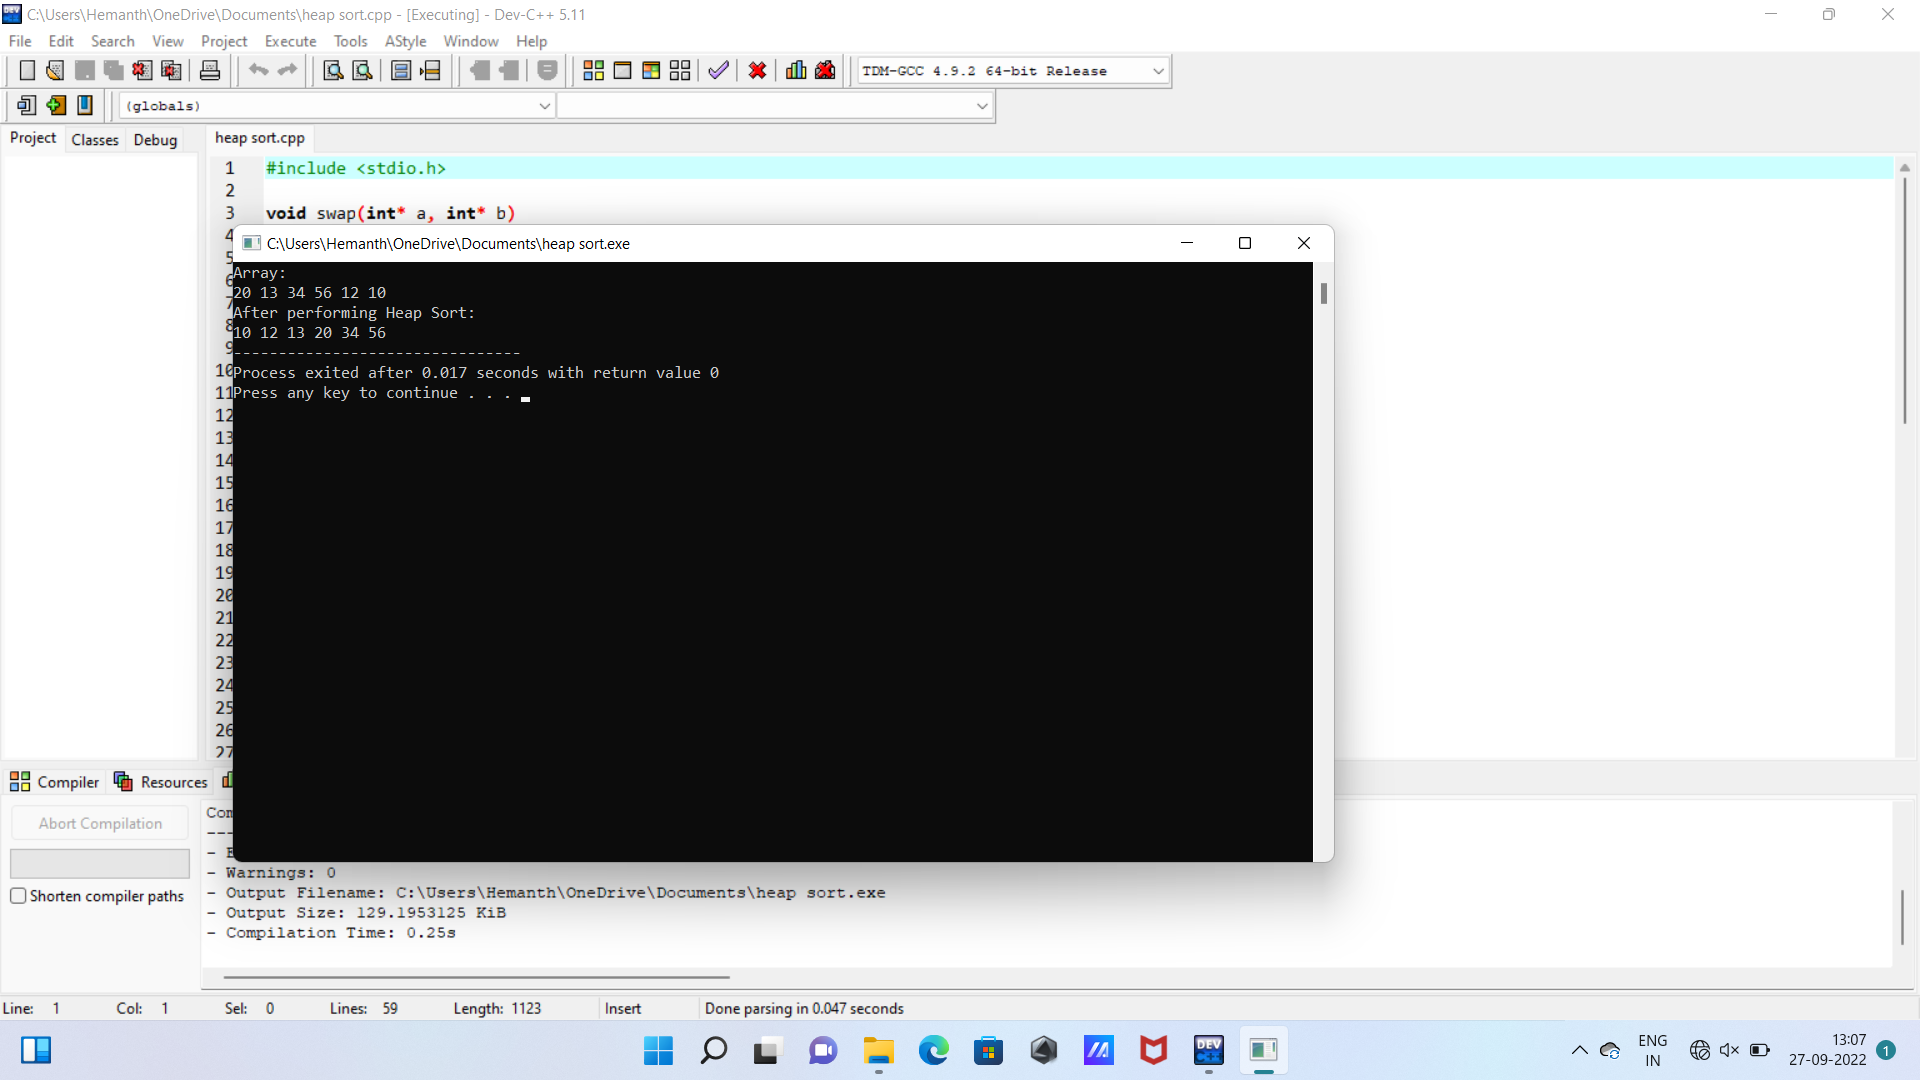 C:\Users\Hemanth\OneDrive\Documents\heap sort.cpp - [Executing] - Dev-C++ 5.11
File Edit Search View Project Execute Tools AStyle Window Help
TDM-GCC 4.9.2 64-bit Release
(globals)
Project Classes Debug
heap sort.cpp
1 #include <stdio.h>
2
3 void swap(int* a, int* b)
C:\Users\Hemanth\OneDrive\Documents\heap sort.exe
Array:
20 13 34 56 12 10
After performing Heap Sort:
10 12 13 20 34 56
--------------------------------
Process exited after 0.017 seconds with return value 0
Press any key to continue . . .
4
5
6
7
8
9
10
11
12
13
14
15
16
17
18
19
20
21
22
23
24
25
26
27
Compiler Resources
Abort Compilation
Shorten compiler paths
- Warnings: 0
- Output Filename: C:\Users\Hemanth\OneDrive\Documents\heap sort.exe
- Output Size: 129.1953125 KiB
- Compilation Time: 0.25s
Line: 1 Col: 1 Sel: 0 Lines: 59 Length: 1123 Insert Done parsing in 0.047 seconds
DEV C++
ENG
IN
13:07
27-09-2022
1